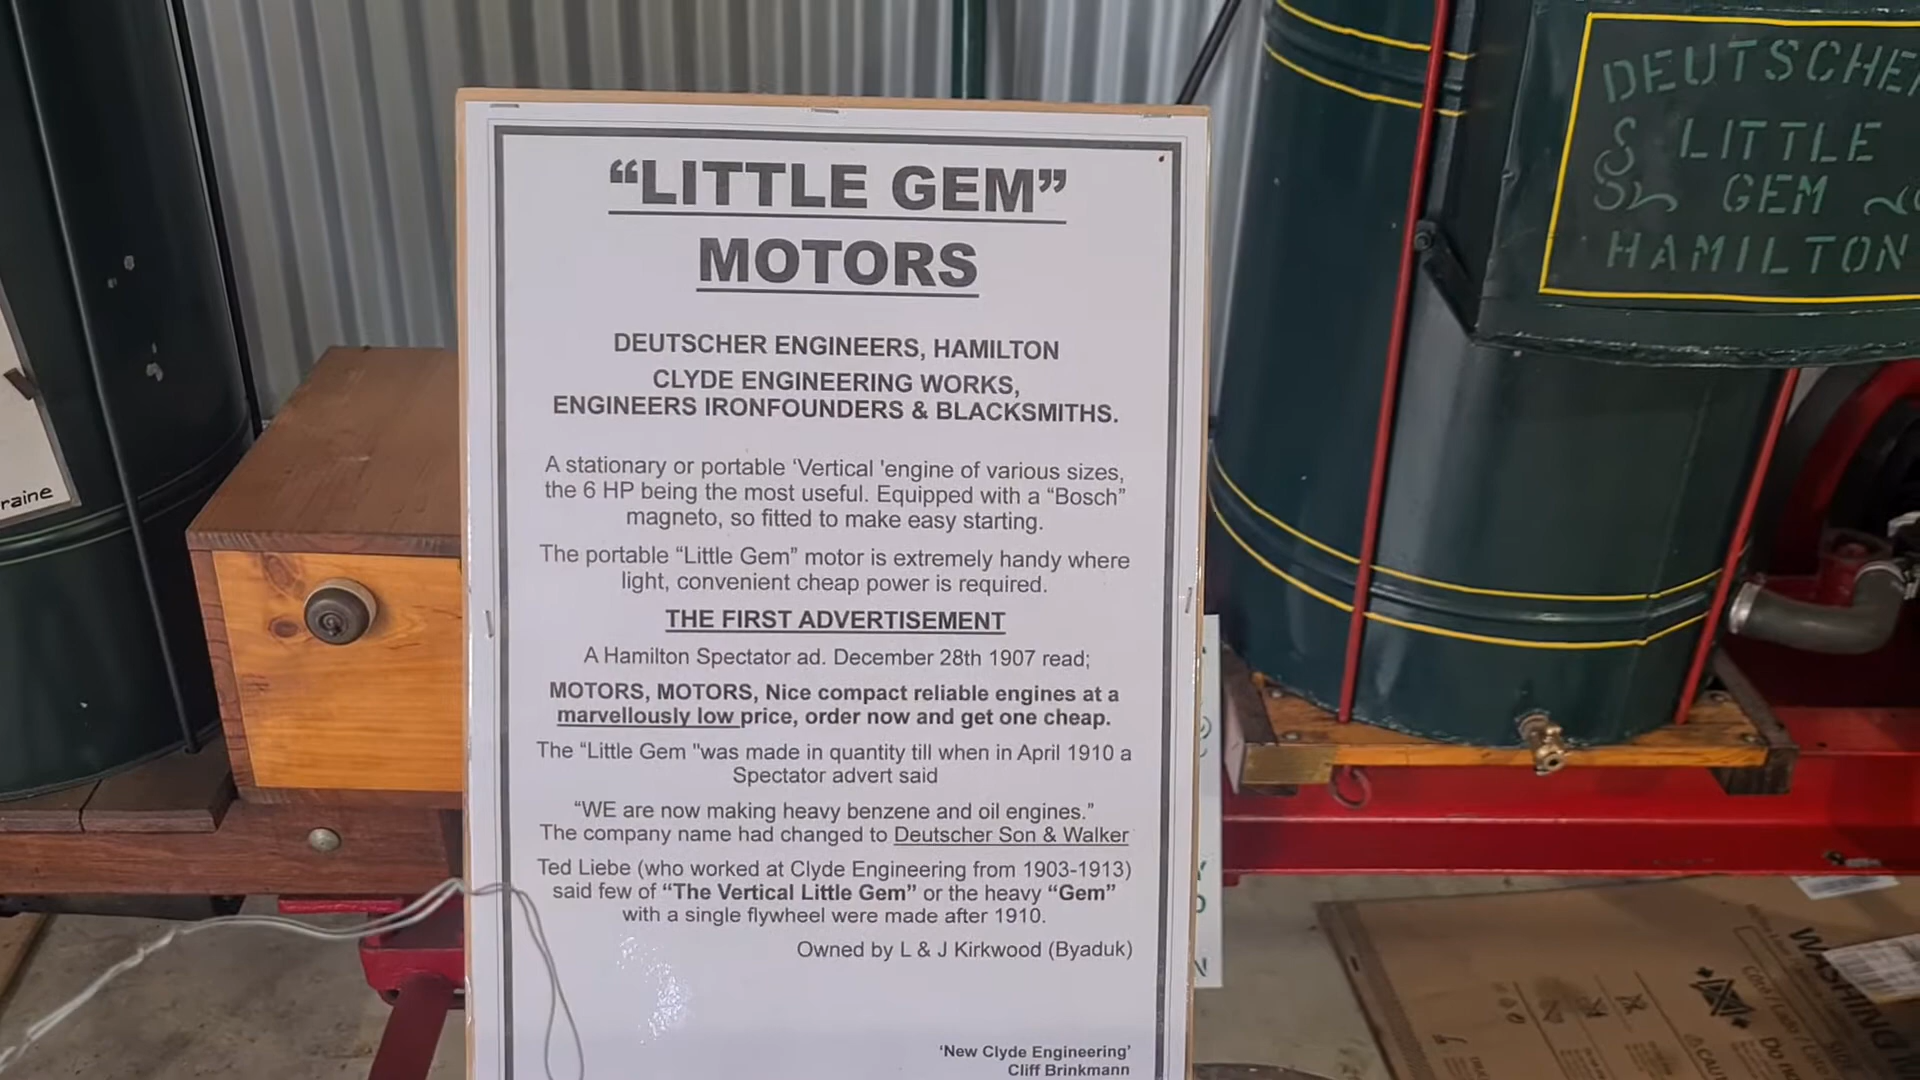 “LITTLE GEM”
MOTORS
DEUTSCHER ENGINEERS, HAMILTON
CLYDE ENGINEERING WORKS,
ENGINEERS IRONFOUNDERS & BLACKSMITHS.
A stationary or portable ‘Vertical 'engine of various sizes,
the 6 HP being the most useful. Equipped with a “Bosch”
magneto, so fitted to make easy starting.
The portable “Little Gem” motor is extremely handy where
light, convenient cheap power is required.
THE FIRST ADVERTISEMENT
A Hamilton Spectator ad. December 28th 1907 read;
MOTORS, MOTORS, Nice compact reliable engines at a
marvellously low price, order now and get one cheap.
The “Little Gem "was made in quantity till when in April 1910 a
Spectator advert said
“WE are now making heavy benzene and oil engines.”
The company name had changed to Deutscher Son & Walker
Ted Liebe (who worked at Clyde Engineering from 1903-1913)
said few of “The Vertical Little Gem” or the heavy “Gem”
with a single flywheel were made after 1910.
Owned by L & J Kirkwood (Byaduk)
‘New Clyde Engineering’
Cliff Brinkmann
DEUTSCHER
LITTLE
GEM
HAMILTON
raine
WASHING